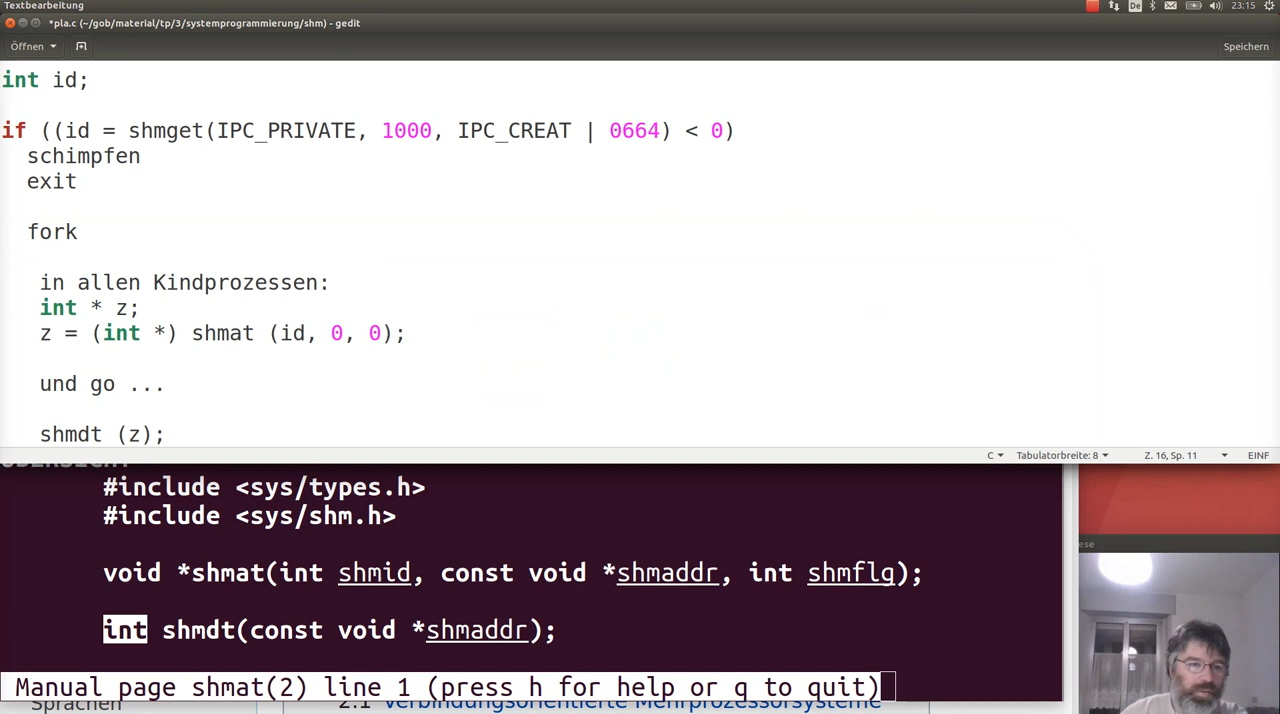 Textbearbeitung
De
23:15
*pla.c (~/gob/material/tp/3/systemprogrammierung/shm) - gedit
Öffnen
Speichern
int id;
if ((id = shmget(IPC_PRIVATE, 1000, IPC_CREAT | 0664) < 0)
schimpfen
exit
fork
in allen Kindprozessen:
int * z;
z = (int *) shmat (id, 0, 0);
und go ...
shmdt (z);
C
Tabulatorbreite: 8
Z. 16, Sp. 11
EINF
ÜBERSICHT
#include <sys/types.h>
#include <sys/shm.h>
void *shmat(int shmid, const void *shmaddr, int shmflg);
int shmdt(const void *shmaddr);
Manual page shmat(2) line 1 (press h for help or q to quit)
Sprachen
2.1 Verbindungsorientierte Mehrprozessorsysteme